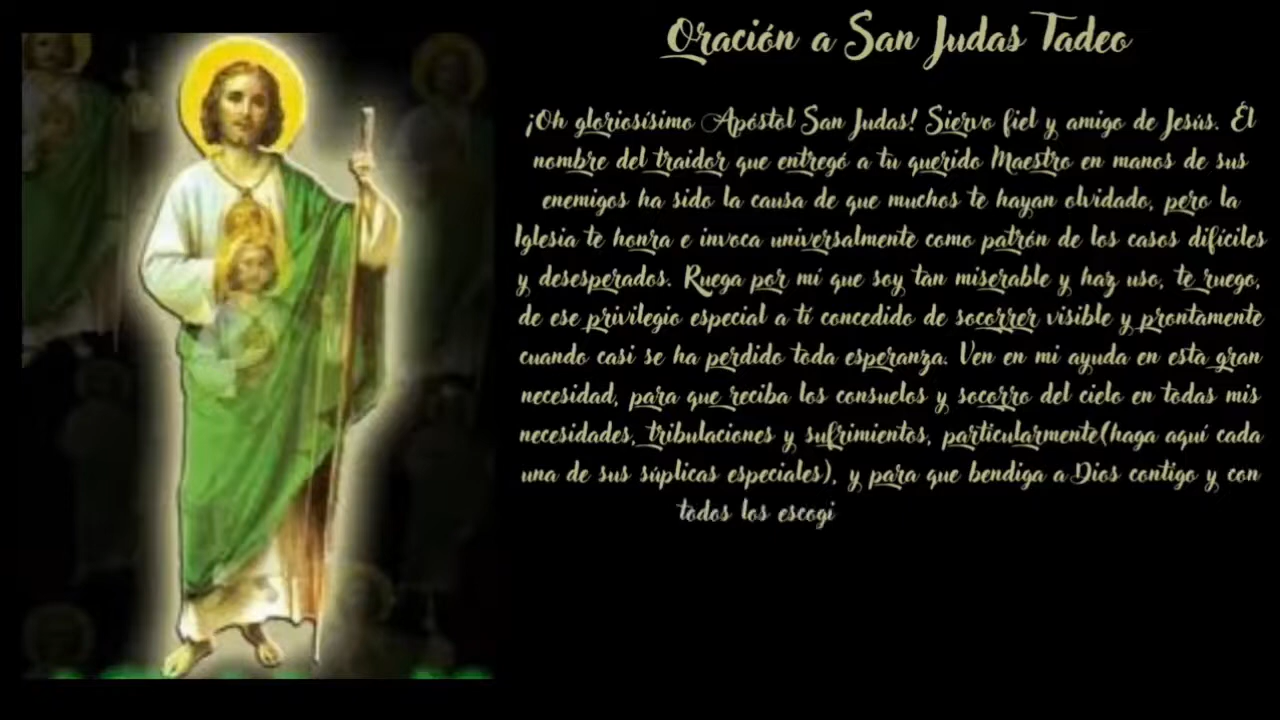 Oración a San Judas Tadeo
¡Oh gloriosísimo Apóstol San Judas! Siervo fiel y amigo de Jesús. Él
nombre del traidor que entregó a tu querido Maestro en manos de sus
enemigos ha sido la causa de que muchos te hayan olvidado, pero la
Iglesia te honra e invoca universalmente como patrón de los casos difíciles
y desesperados. Ruega por mí que soy tan miserable y haz uso, te ruego,
de ese privilegio especial a ti concedido de socorrer visible y prontamente
cuando casi se ha perdido toda esperanza. Ven en mi ayuda en esta gran
necesidad, para que reciba los consuelos y socorro del cielo en todas mis
necesidades, tribulaciones y sufrimientos, particularmente(haga aquí cada
una de sus súplicas especiales), y para que bendiga a Dios contigo y con
todos los escogi